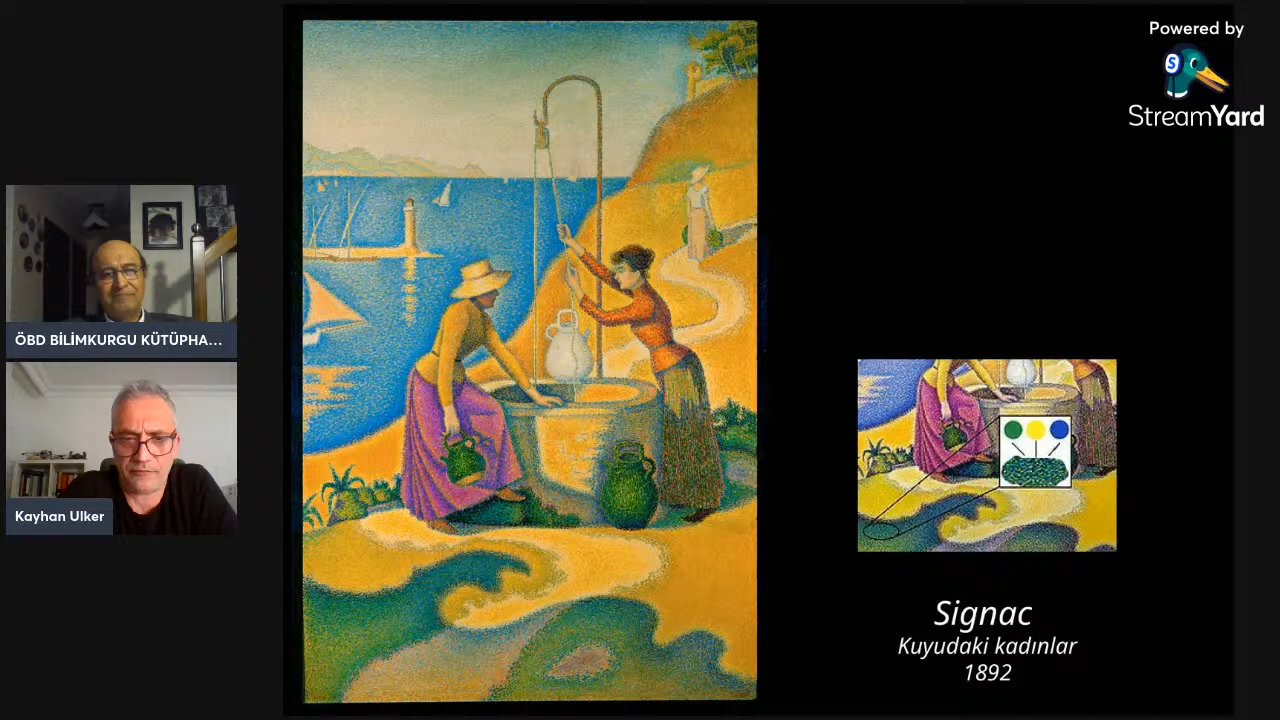 Powered by
StreamYard
ÖBD BİLİMKURGU KÜTÜPHA...
Kayhan Ulker
Signac
Kuyudaki kadınlar
1892